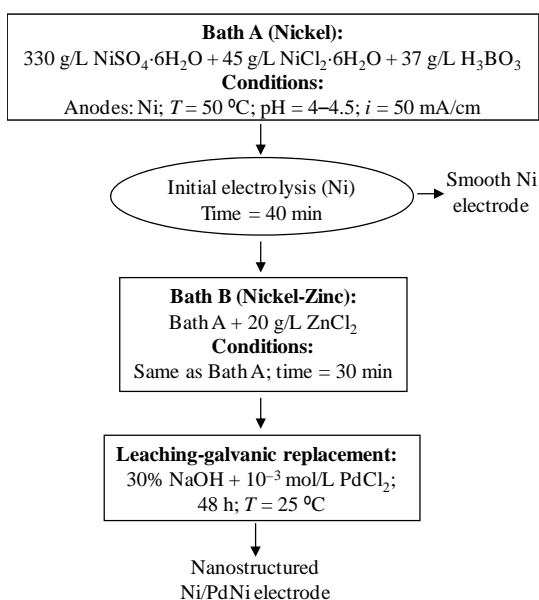 Bath A (Nickel):
330 g/L NiSO₄·6H₂O + 45 g/L NiCl₂·6H₂O + 37 g/L H₃BO₃
Conditions:
Anodes: Ni; T = 50 ⁰C; pH = 4–4.5; i = 50 mA/cm
Initial electrolysis (Ni)
Time = 40 min
Smooth Ni
electrode
Bath B (Nickel-Zinc):
Bath A + 20 g/L ZnCl₂
Conditions:
Same as Bath A; time = 30 min
Leaching-galvanic replacement:
30% NaOH + 10⁻³ mol/L PdCl₂;
48 h; T = 25 ⁰C
Nanostructured
Ni/PdNi electrode